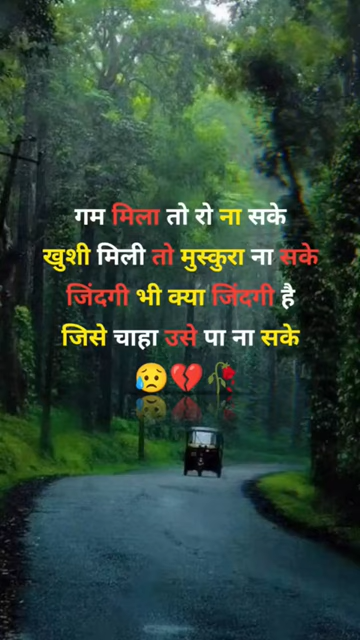 गम मिला तो रो ना सके
खुशी मिली तो मुस्कुरा ना सके
जिंदगी भी क्या जिंदगी है
जिसे चाहा उसे पा ना सके
😥💔🥀